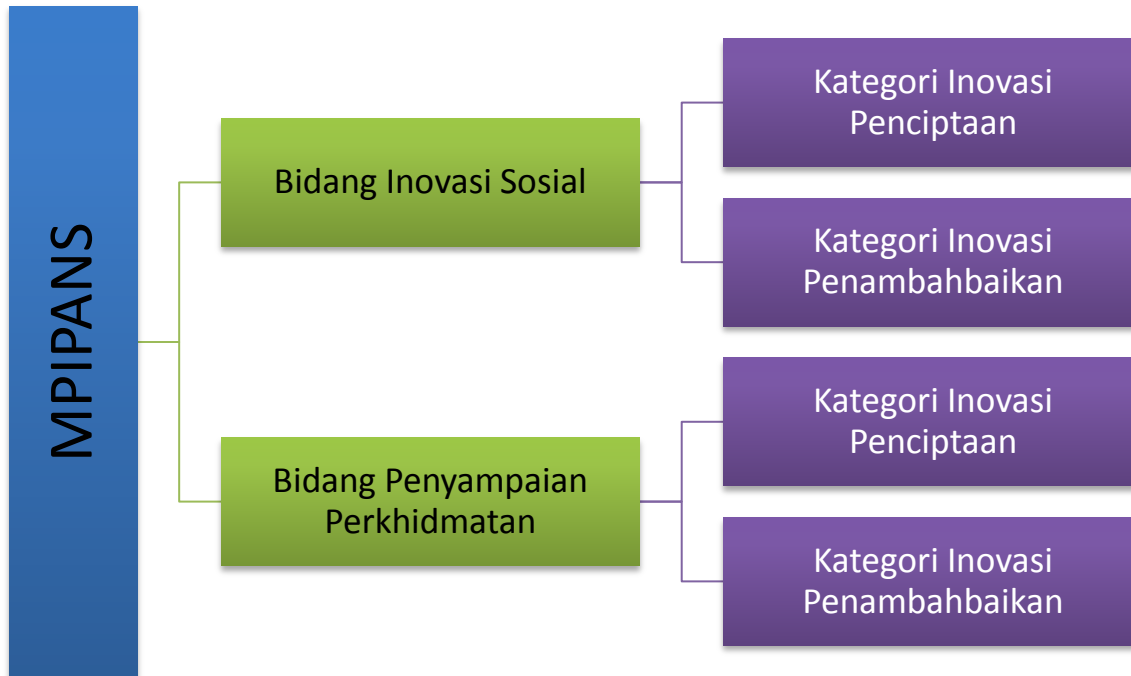 MPIPANS
Bidang Inovasi Sosial
Kategori Inovasi
Penciptaan
Kategori Inovasi
Penambahbaikan
Bidang Penyampaian
Perkhidmatan
Kategori Inovasi
Penciptaan
Kategori Inovasi
Penambahbaikan